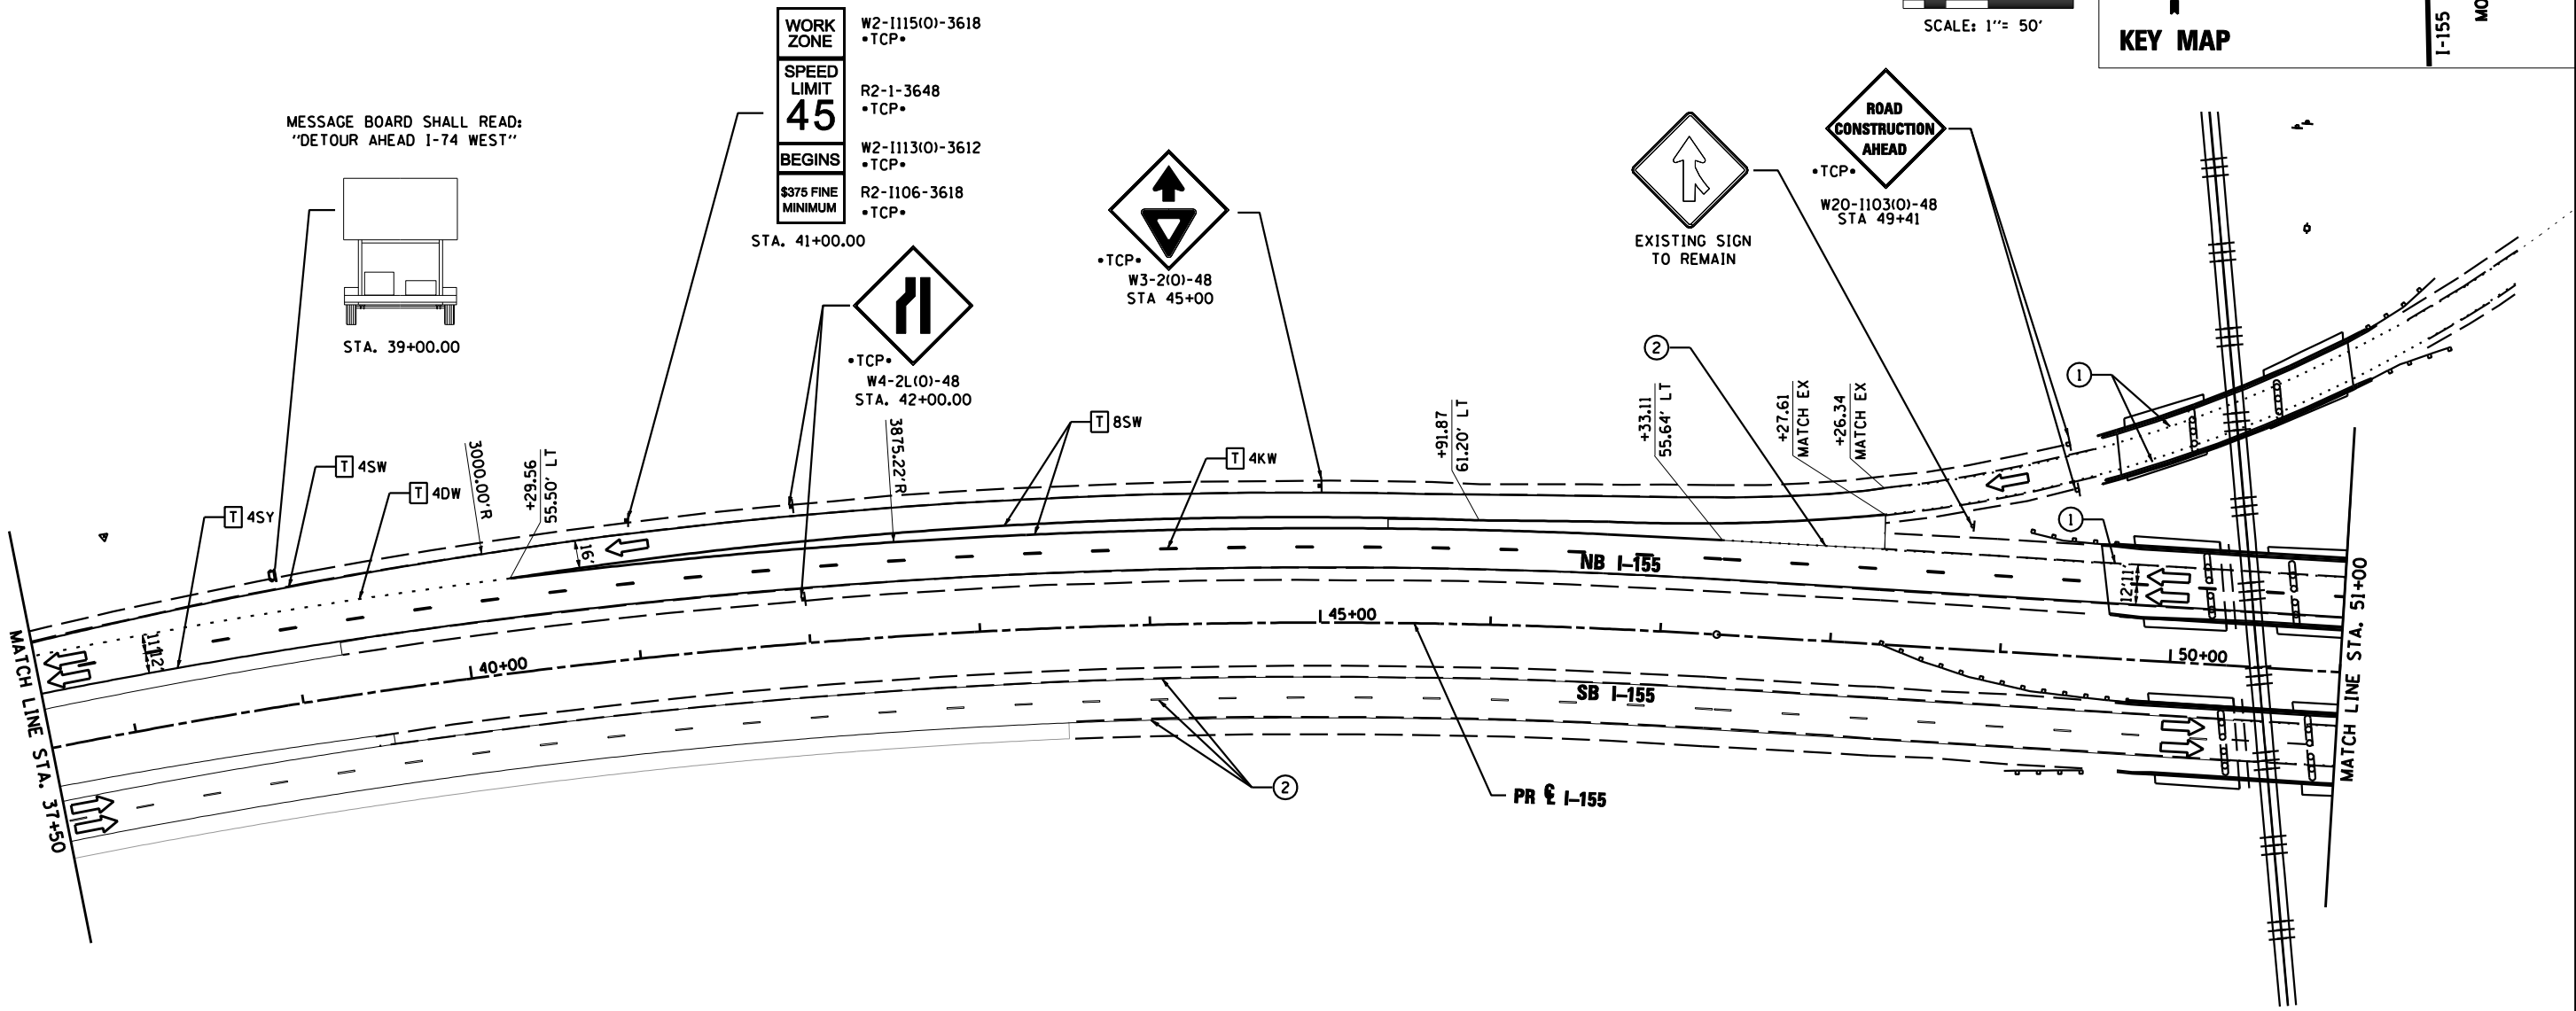 SCALE: 1"= 50'
KEY MAP
I-155
MO
WORK
ZONE
W2-I115(O)-3618
•TCP•
SPEED
LIMIT
45
R2-1-3648
•TCP•
BEGINS
W2-I113(O)-3612
•TCP•
$375 FINE
MINIMUM
R2-I106-3618
•TCP•
STA. 41+00.00
MESSAGE BOARD SHALL READ:
"DETOUR AHEAD I-74 WEST"
STA. 39+00.00
•TCP•
W4-2L(O)-48
STA. 42+00.00
•TCP•
W3-2(O)-48
STA 45+00
EXISTING SIGN
TO REMAIN
ROAD
CONSTRUCTION
AHEAD
•TCP•
W20-I103(O)-48
STA 49+41
T 4SY
T 4SW
T 4DW
3000.00'R
+29.56
55.50' LT
16'
3875.22'R
T 8SW
T 4KW
+91.87
61.20' LT
2
+33.11
55.64' LT
+27.61
MATCH EX
+26.34
MATCH EX
1
1
12'
11'
NB I-155
11'
12'
40+00
45+00
50+00
SB I-155
2
PR ℄ I-155
MATCH LINE STA. 37+50
MATCH LINE STA. 51+00